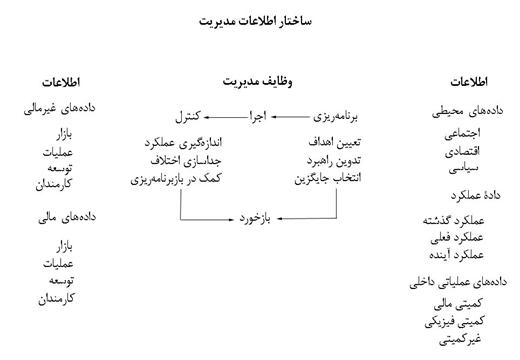 ساختار اطلاعات مدیریت
اطلاعات
داده‌های محیطی
اجتماعی
اقتصادی
سیاسی
دادهٔ عملکرد
عملکرد گذشته
عملکرد فعلی
عملکرد آینده
داده‌های عملیاتی داخلی
کمیتی مالی
کمیتی فیزیکی
غیرکمیتی
وظایف مدیریت
برنامه‌ریزی
تعیین اهداف
تدوین راهبرد
انتخاب جایگزین
اجرا
کنترل
اندازه‌گیری عملکرد
جداسازی اختلاف
کمک در بازبرنامه‌ریزی
بازخورد
اطلاعات
داده‌های غیرمالی
بازار
عملیات
توسعه
کارمندان
داده‌های مالی
بازار
عملیات
توسعه
کارمندان